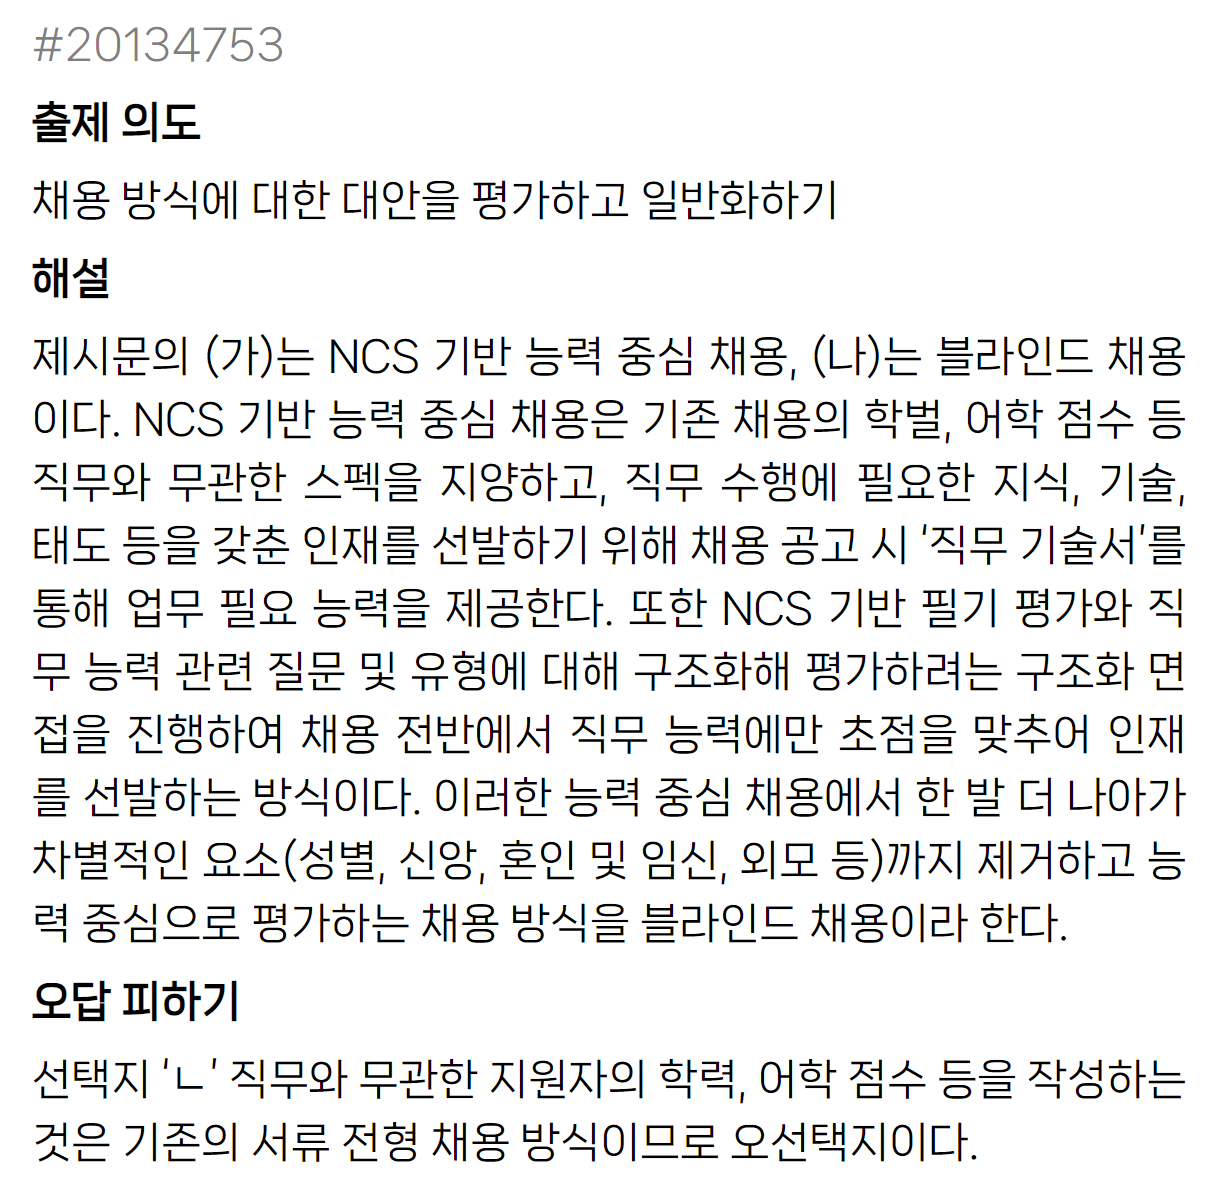 #20134753
출제 의도
채용 방식에 대한 대안을 평가하고 일반화하기
해설
제시문의 (가)는 NCS 기반 능력 중심 채용, (나)는 블라인드 채용
이다. NCS 기반 능력 중심 채용은 기존 채용의 학벌, 어학 점수 등
직무와 무관한 스펙을 지양하고, 직무 수행에 필요한 지식, 기술,
태도 등을 갖춘 인재를 선발하기 위해 채용 공고 시 '직무 기술서'를
통해 업무 필요 능력을 제공한다. 또한 NCS 기반 필기 평가와 직
무 능력 관련 질문 및 유형에 대해 구조화해 평가하려는 구조화 면
접을 진행하여 채용 전반에서 직무 능력에만 초점을 맞추어 인재
를 선발하는 방식이다. 이러한 능력 중심 채용에서 한 발 더 나아가
차별적인 요소(성별, 신앙, 혼인 및 임신, 외모 등)까지 제거하고 능
력 중심으로 평가하는 채용 방식을 블라인드 채용이라 한다.
오답 피하기
선택지 'ㄴ' 직무와 무관한 지원자의 학력, 어학 점수 등을 작성하는
것은 기존의 서류 전형 채용 방식이므로 오선택지이다.